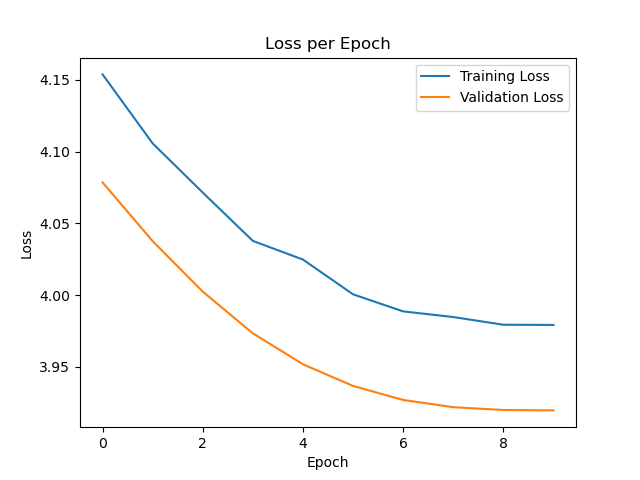 Loss per Epoch
Training Loss
Validation Loss
4.15
4.10
4.05
4.00
3.95
Loss
0
2
4
6
8
Epoch